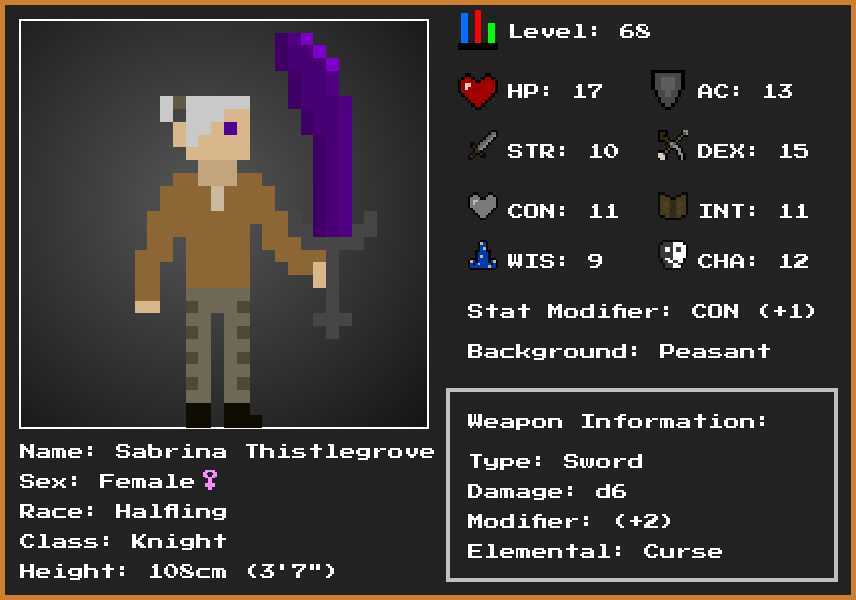 Level: 68
HP: 17
AC: 13
STR: 10
DEX: 15
CON: 11
INT: 11
WIS: 9
CHA: 12
Stat Modifier: CON (+1)
Background: Peasant
Weapon Information:
Type: Sword
Damage: d6
Modifier: (+2)
Elemental: Curse
Name: Sabrina Thistlegrove
Sex: Female♀
Race: Halfling
Class: Knight
Height: 108cm (3'7")